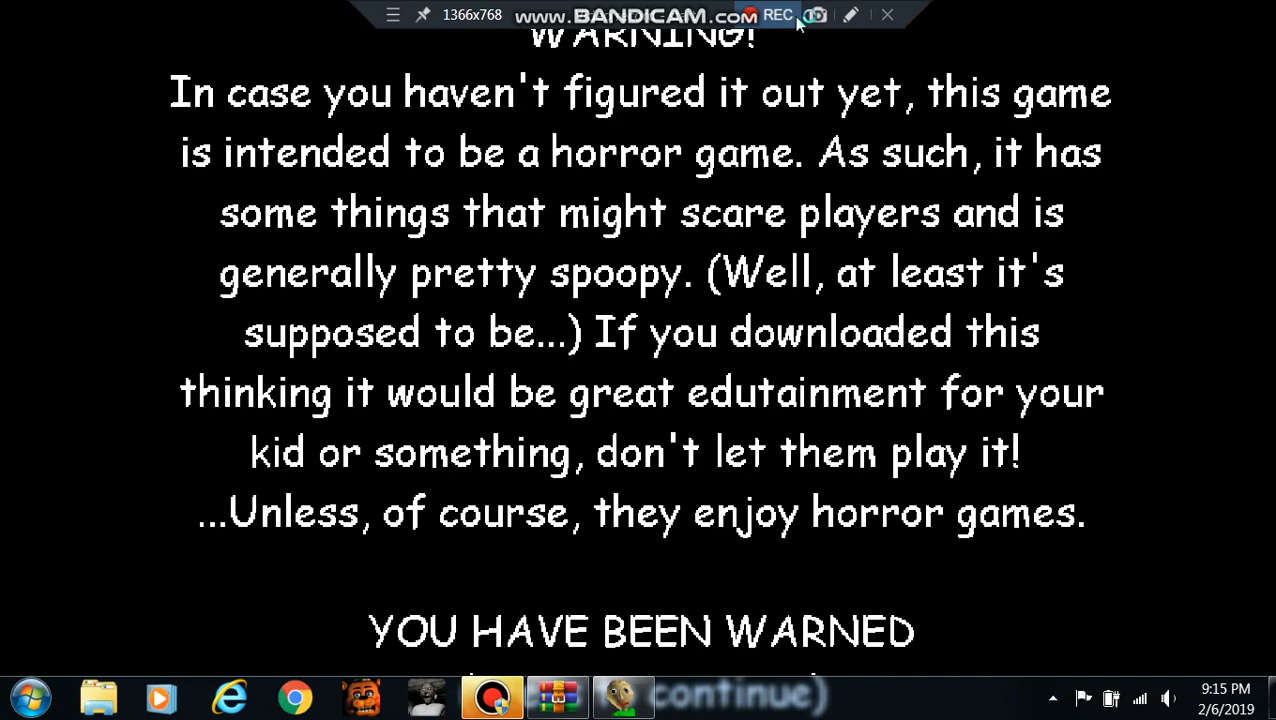 1366x768
www.BANDICAM.com
REC
WARNING!
In case you haven't figured it out yet, this game
is intended to be a horror game. As such, it has
some things that might scare players and is
generally pretty spoopy. (Well, at least it's
supposed to be...) If you downloaded this
thinking it would be great edutainment for your
kid or something, don't let them play it!
...Unless, of course, they enjoy horror games.
YOU HAVE BEEN WARNED
continue)
9:15 PM
2/6/2019